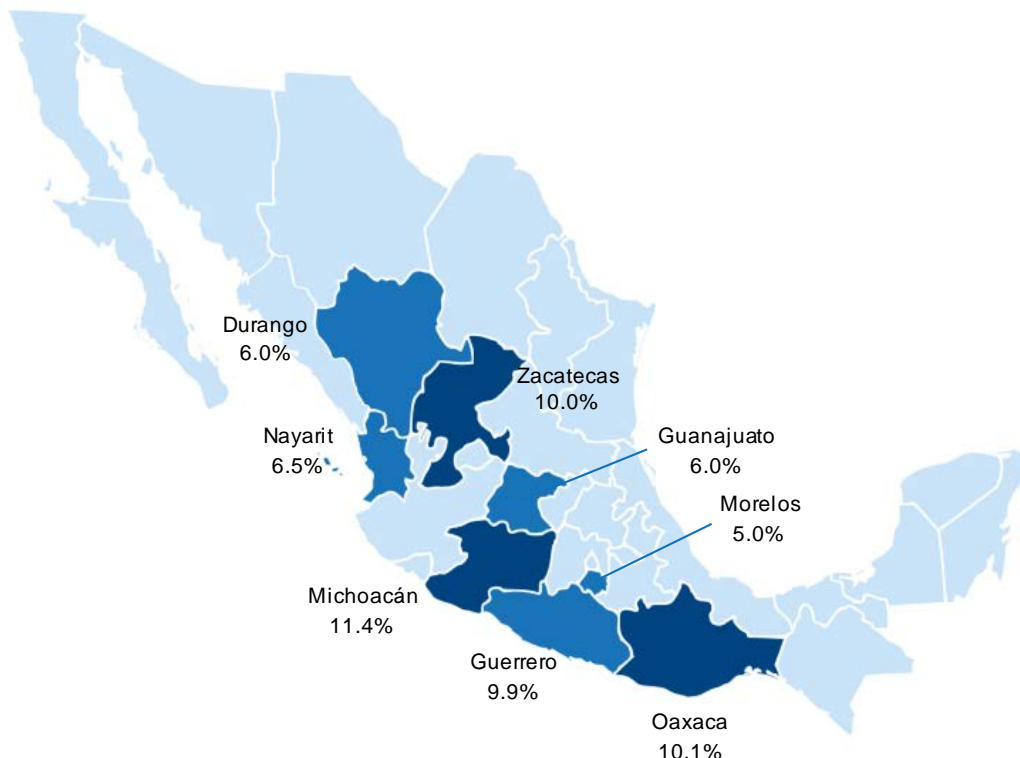 Durango
6.0%
Zacatecas
10.0%
Nayarit
6.5%
Guanajuato
6.0%
Morelos
5.0%
Michoacán
11.4%
Guerrero
9.9%
Oaxaca
10.1%